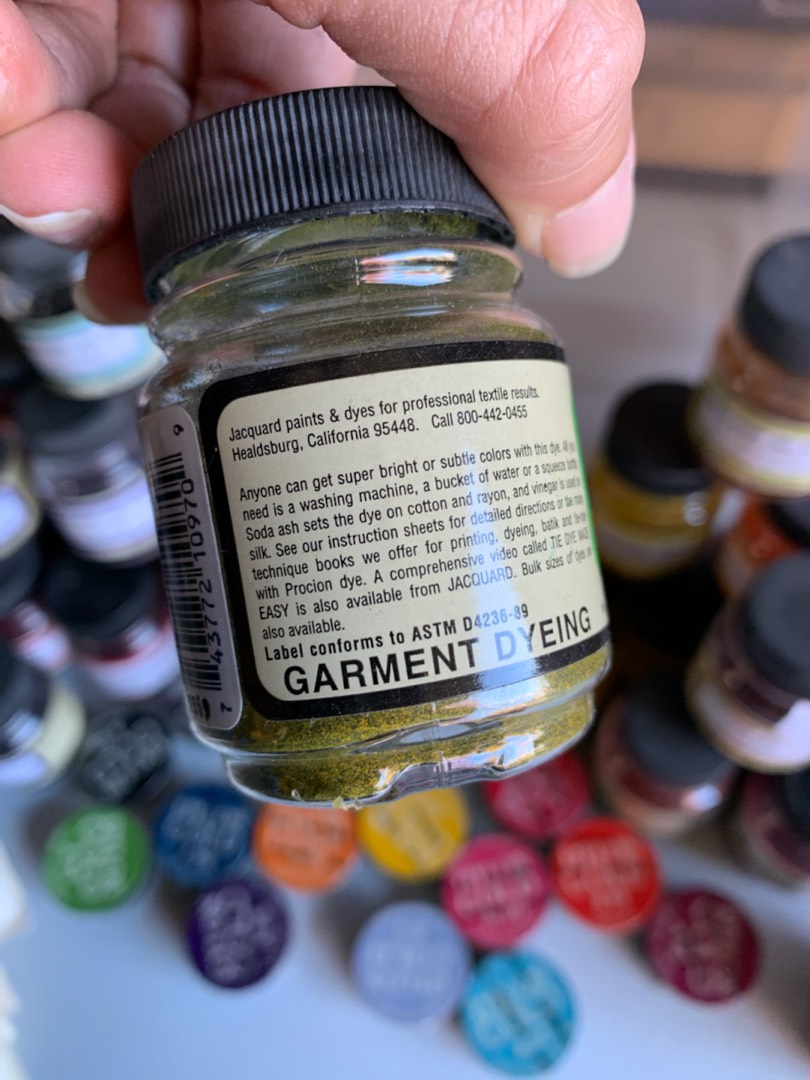 Jacquard paints & dyes for professional textile results.
Healdsburg, California 95448. Call 800-442-0455
Anyone can get super bright or subtle colors with this dye. All you
need is a washing machine, a bucket of water or a squeeze bottle.
Soda ash sets the dye on cotton and rayon, and vinegar is used on
silk. See our instruction sheets for detailed directions or the many
technique books we offer for printing, dyeing, batik and tie-dye
with Procion dye. A comprehensive video called TIE DYE MADE
EASY is also available from JACQUARD. Bulk sizes of dyes are
also available.
Label conforms to ASTM D4236-89
GARMENT DYEING
7 43772 10970 9